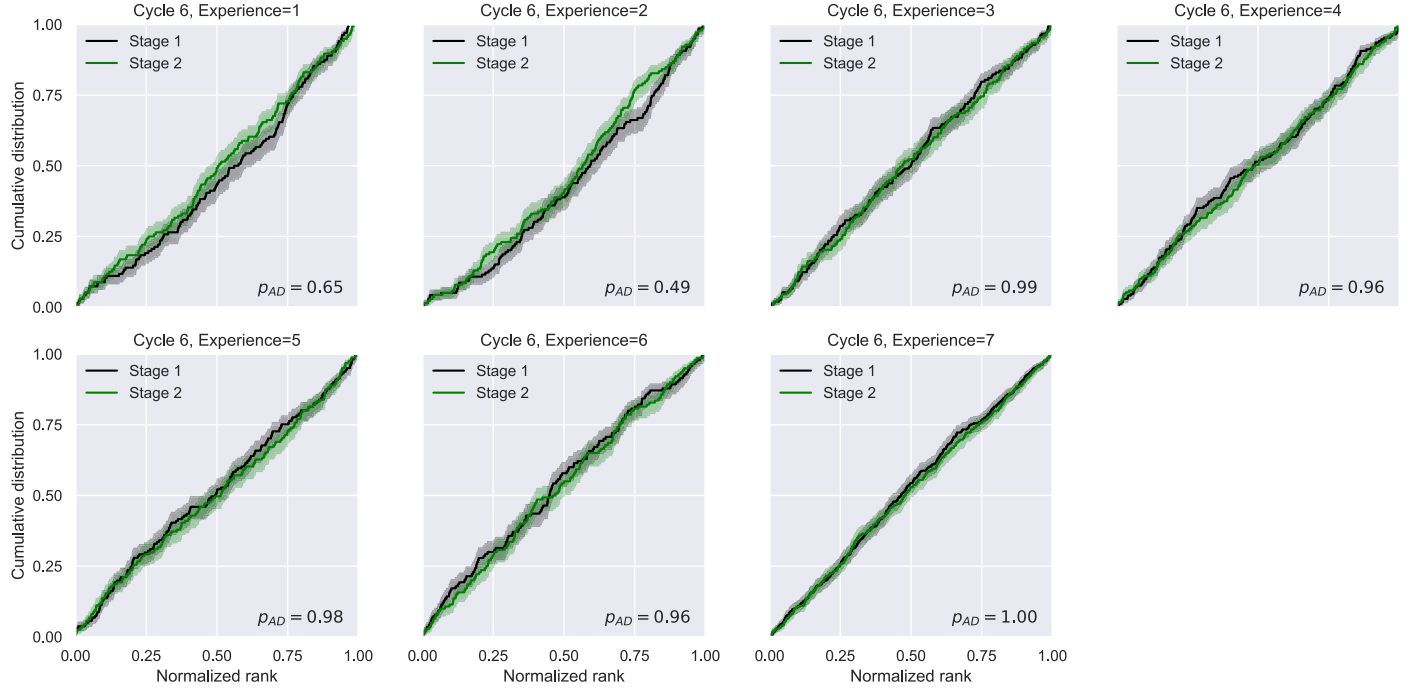 Cycle 6, Experience=1
Cycle 6, Experience=2
Cycle 6, Experience=3
Cycle 6, Experience=4
1.00
0.75
0.50
0.25
0.00
Cumulative distribution
Stage 1
Stage 2
p_AD = 0.65
Stage 1
Stage 2
p_AD = 0.49
Stage 1
Stage 2
p_AD = 0.99
Stage 1
Stage 2
p_AD = 0.96
Cycle 6, Experience=5
Cycle 6, Experience=6
Cycle 6, Experience=7
1.00
0.75
0.50
0.25
0.00
Cumulative distribution
Stage 1
Stage 2
p_AD = 0.98
Stage 1
Stage 2
p_AD = 0.96
Stage 1
Stage 2
p_AD = 1.00
0.00 0.25 0.50 0.75 1.00
Normalized rank
0.00 0.25 0.50 0.75 1.00
Normalized rank
0.00 0.25 0.50 0.75 1.00
Normalized rank